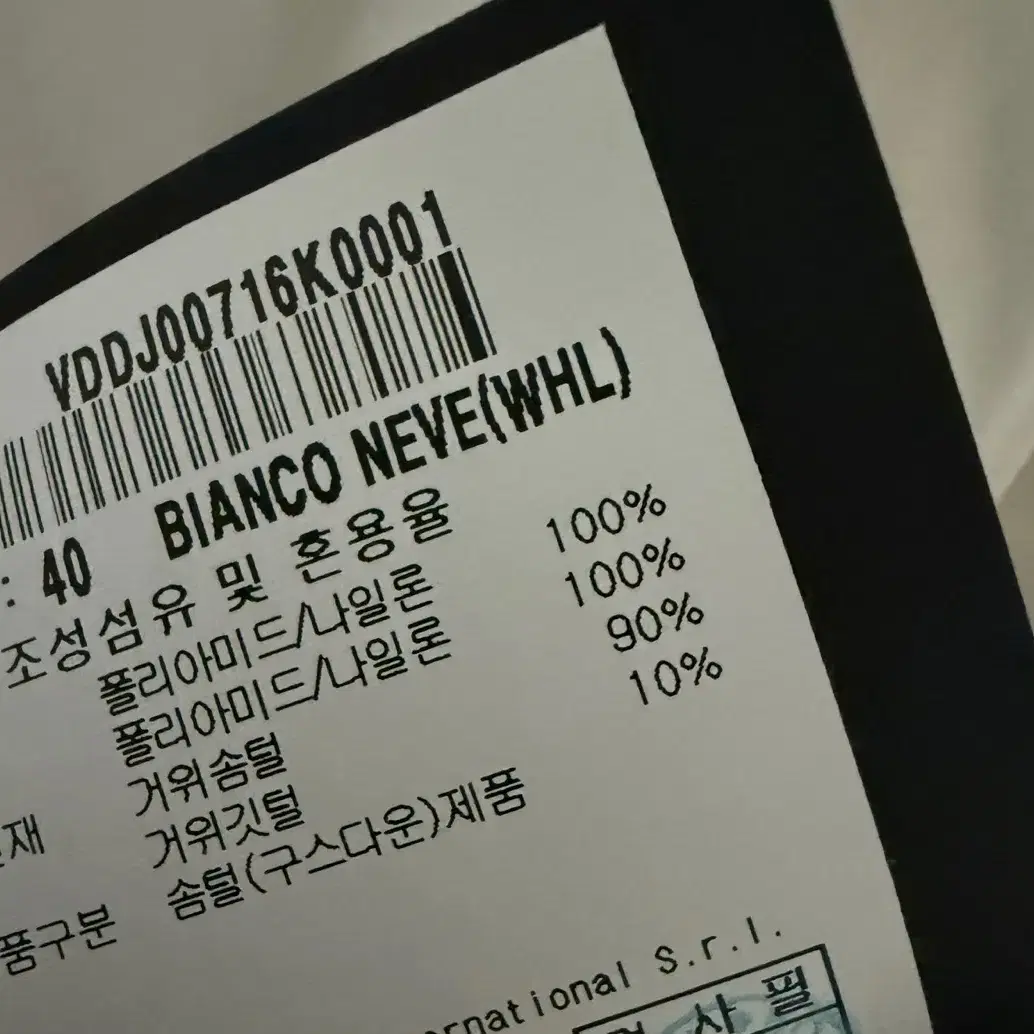 VDDJ00716K0001
: 40 BIANCO NEVE(WHL)
조성섬유 및 혼용율
폴리아미드/나일론 100%
폴리아미드/나일론 100%
거위솜털 90%
재 거위깃털 10%
품구분 솜털(구스다운)제품
ernational s.r.l.
검사필